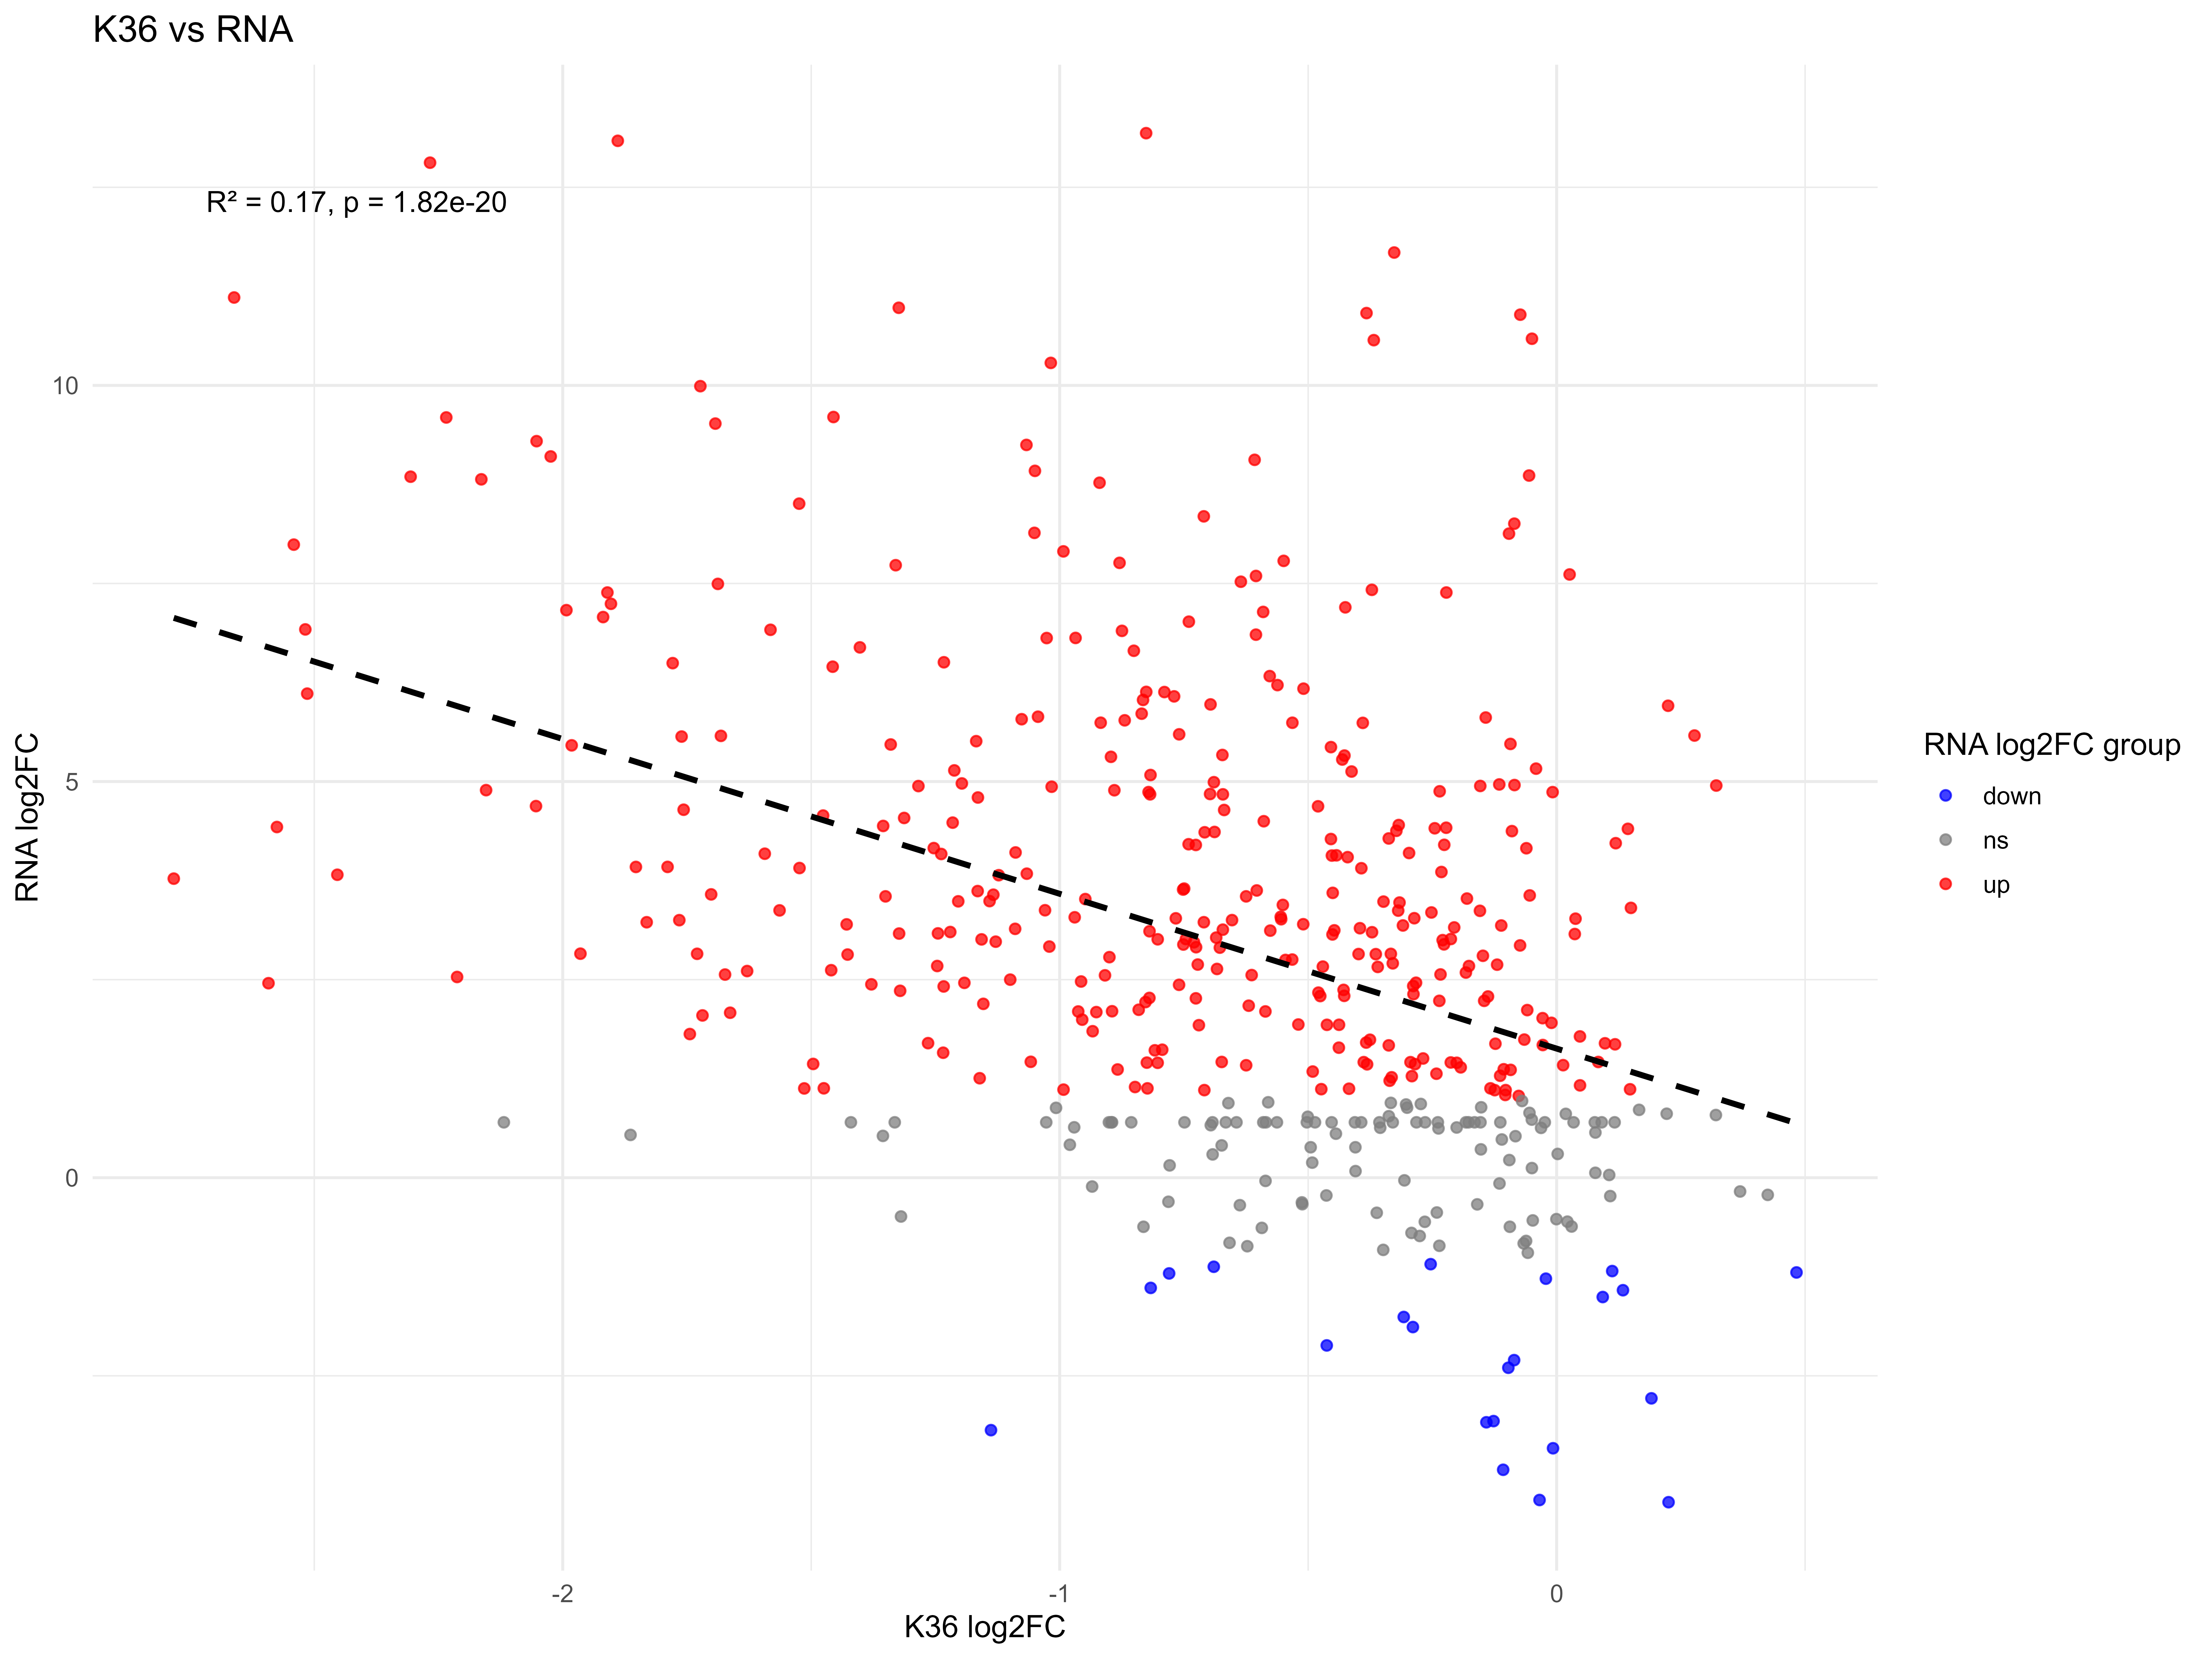 K36 vs RNA
R² = 0.17, p = 1.82e-20
10
5
0
RNA log2FC
-2
-1
0
K36 log2FC
RNA log2FC group
down
ns
up